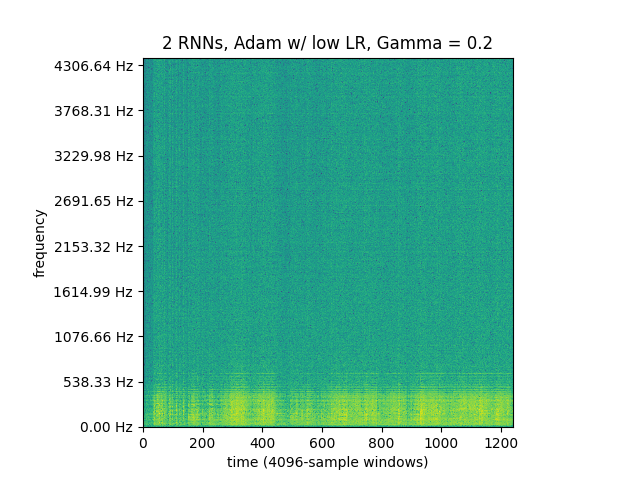 2 RNNs, Adam w/ low LR, Gamma = 0.2
4306.64 Hz
3768.31 Hz
3229.98 Hz
2691.65 Hz
2153.32 Hz
1614.99 Hz
1076.66 Hz
538.33 Hz
0.00 Hz
frequency
0 200 400 600 800 1000 1200
time (4096-sample windows)